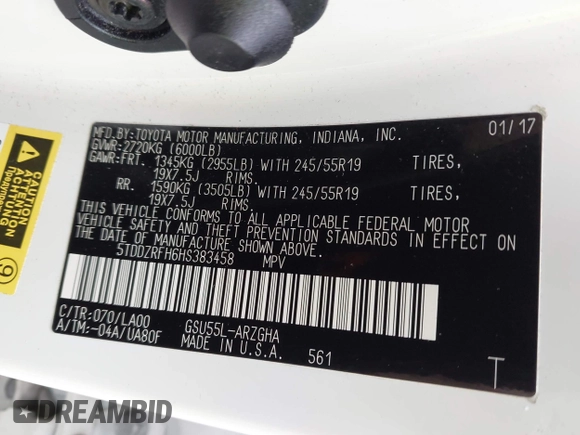 MFD.BY:TOYOTA MOTOR MANUFACTURING, INDIANA, INC. 01/17
GVWR: 2720KG (6000LB)
GAWR:FRT. 1345KG (2955LB) WITH 245/55R19 TIRES,
19X7.5J RIMS,
RR. 1590KG (3505LB) WITH 245/55R19 TIRES,
19X7.5J RIMS,
THIS VEHICLE CONFORMS TO ALL APPLICABLE FEDERAL MOTOR
VEHICLE SAFETY AND THEFT PREVENTION STANDARDS IN EFFECT ON
THE DATE OF MANUFACTURE SHOWN ABOVE.
5TDDZRFH6HS383458 MPV
C/TR:070/LA00 GSU55L-ARZGHA
A/TM:-04A/UA80F MADE IN U.S.A. 561
T
CAUTION
ATTENTION
ACHTUNG
9
DREAMBID